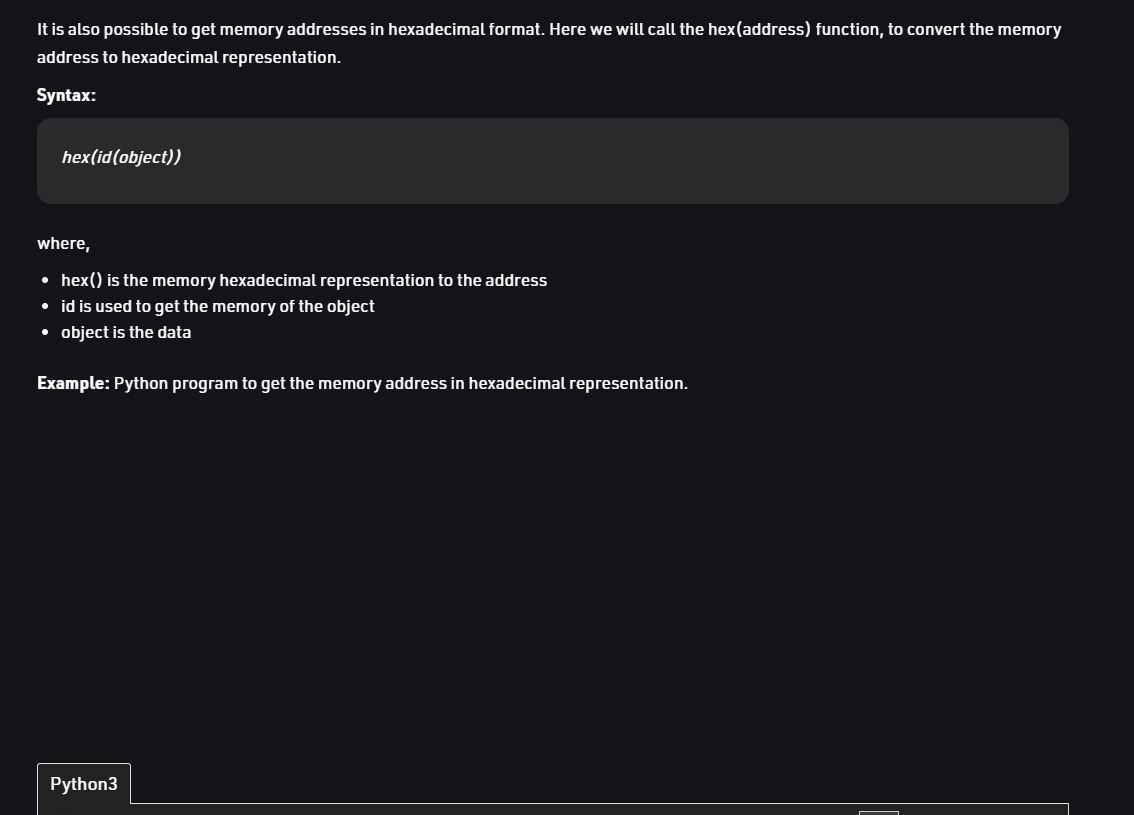 It is also possible to get memory addresses in hexadecimal format. Here we will call the hex(address) function, to convert the memory
address to hexadecimal representation.
Syntax:
hex(id(object))
where,
• hex() is the memory hexadecimal representation to the address
• id is used to get the memory of the object
• object is the data
Example: Python program to get the memory address in hexadecimal representation.
Python3